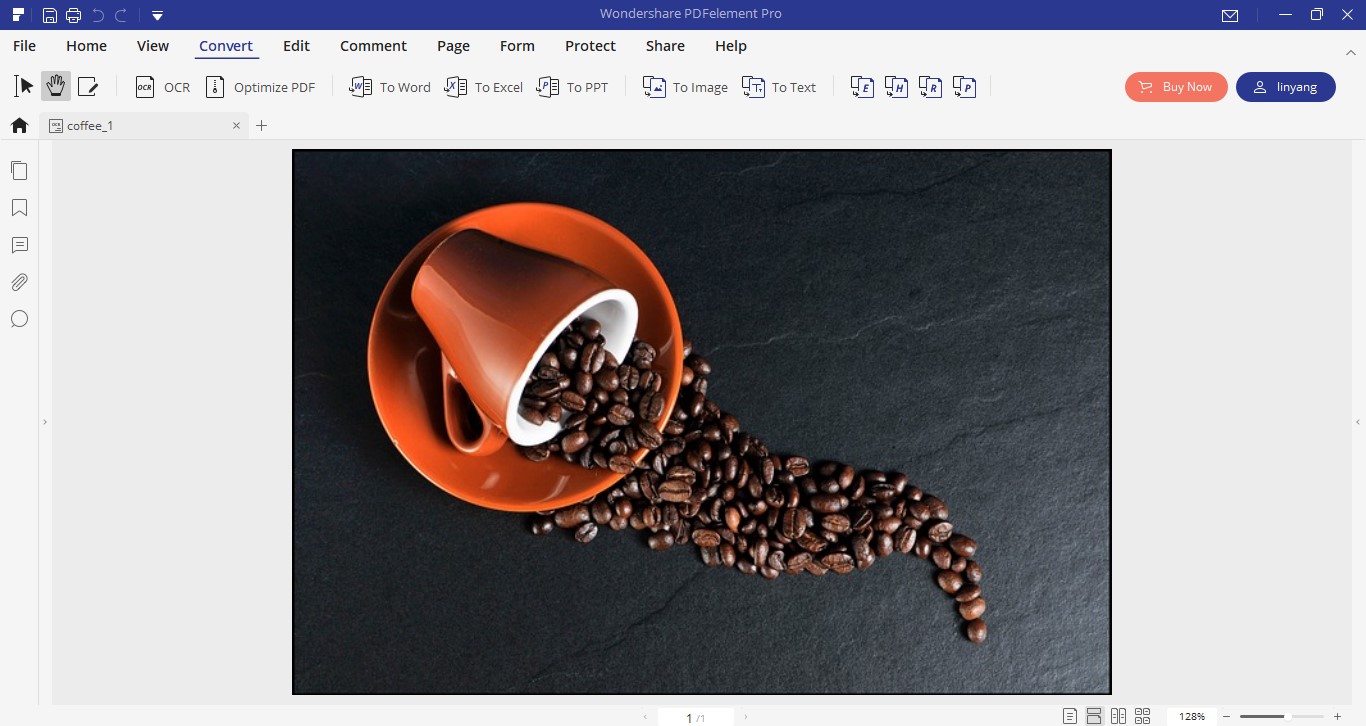 Wondershare PDFelement Pro
File Home View Convert Edit Comment Page Form Protect Share Help
OCR OCR Optimize PDF W To Word X To Excel P To PPT To Image T To Text E H R P Buy Now linyang
coffee_1
1 /1 128%